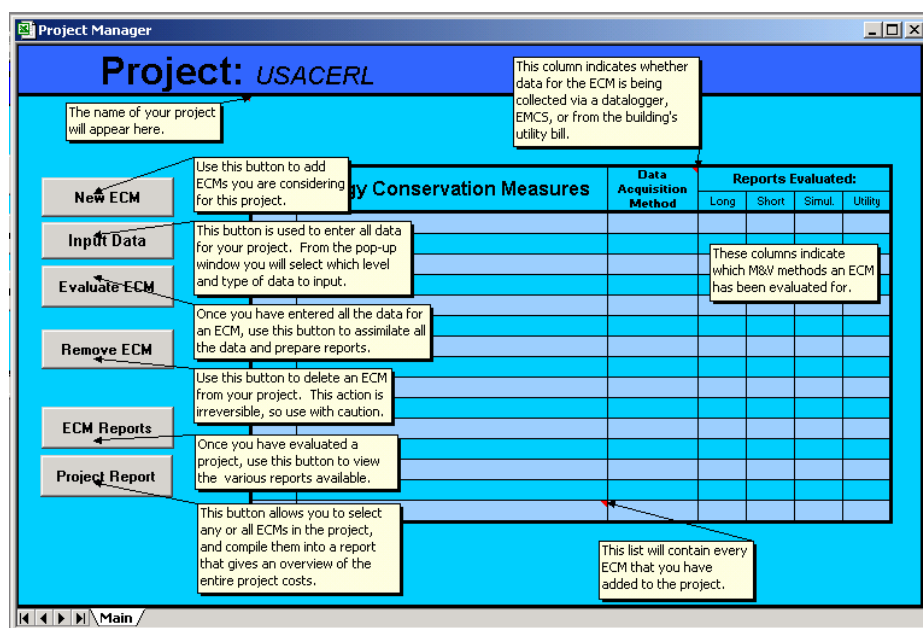 Project Manager
Project: USACERL
This column indicates whether
data for the ECM is being
collected via a datalogger,
EMCS, or from the building's
utility bill.
The name of your project
will appear here.
New ECM
Use this button to add
ECMs you are considering
for this project.
gy Conservation Measures
Data
Acquisition
Method
Reports Evaluated:
Long Short Simul. Utility
Input Data
This button is used to enter all data
for your project. From the pop-up
window you will select which level
and type of data to input.
These columns indicate
which M&V methods an ECM
has been evaluated for.
Evaluate ECM
Once you have entered all the data for
an ECM, use this button to assimilate all
the data and prepare reports.
Remove ECM
Use this button to delete an ECM
from your project. This action is
irreversible, so use with caution.
ECM Reports
Once you have evaluated a
project, use this button to view
the various reports available.
Project Report
This button allows you to select
any or all ECMs in the project,
and compile them into a report
that gives an overview of the
entire project costs.
This list will contain every
ECM that you have
added to the project.
Main